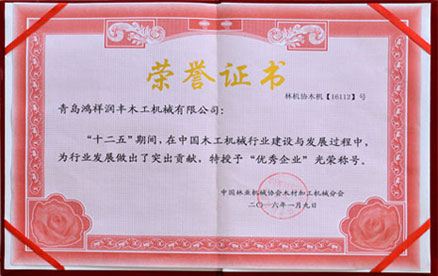 荣誉证书
林机协木机【16112】号
青岛鸿祥润丰木工机械有限公司：
“十二五”期间，在中国木工机械行业建设与发展过程中，
为行业发展做出了突出贡献，特授予“优秀企业”光荣称号。
中国林业机械协会木材加工机械分会
二〇一六年一月九日